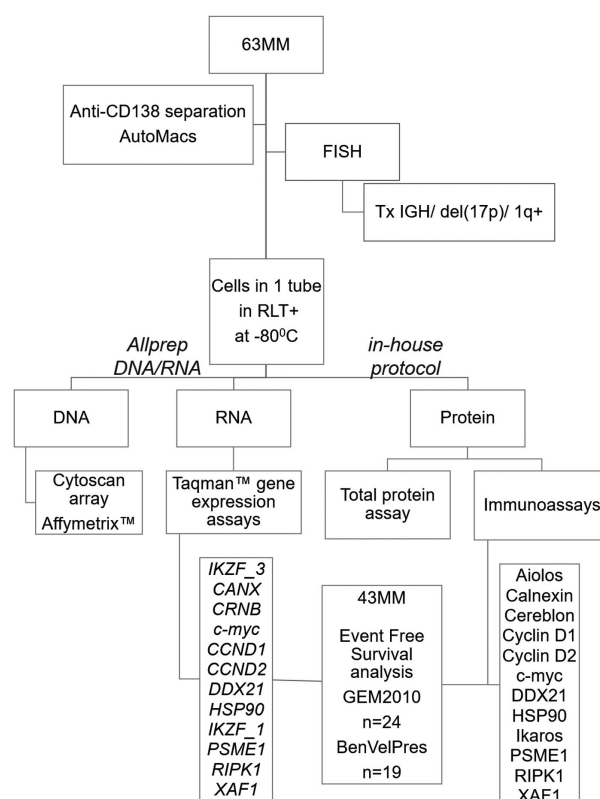 63MM
Anti-CD138 separation
AutoMacs
FISH
Tx IGH/ del(17p)/ 1q+
Cells in 1 tube
in RLT+
at -80⁰C
Allprep
DNA/RNA
in-house
protocol
DNA
RNA
Protein
Cytoscan
array
Affymetrix™
Taqman™ gene
expression
assays
Total protein
assay
Immunoassays
IKZF_3
CANX
CRNB
c-myc
CCND1
CCND2
DDX21
HSP90
IKZF_1
PSME1
RIPK1
XAF1
43MM
Event Free
Survival
analysis
GEM2010
n=24
BenVelPres
n=19
Aiolos
Calnexin
Cereblon
Cyclin D1
Cyclin D2
c-myc
DDX21
HSP90
Ikaros
PSME1
RIPK1
XAF1